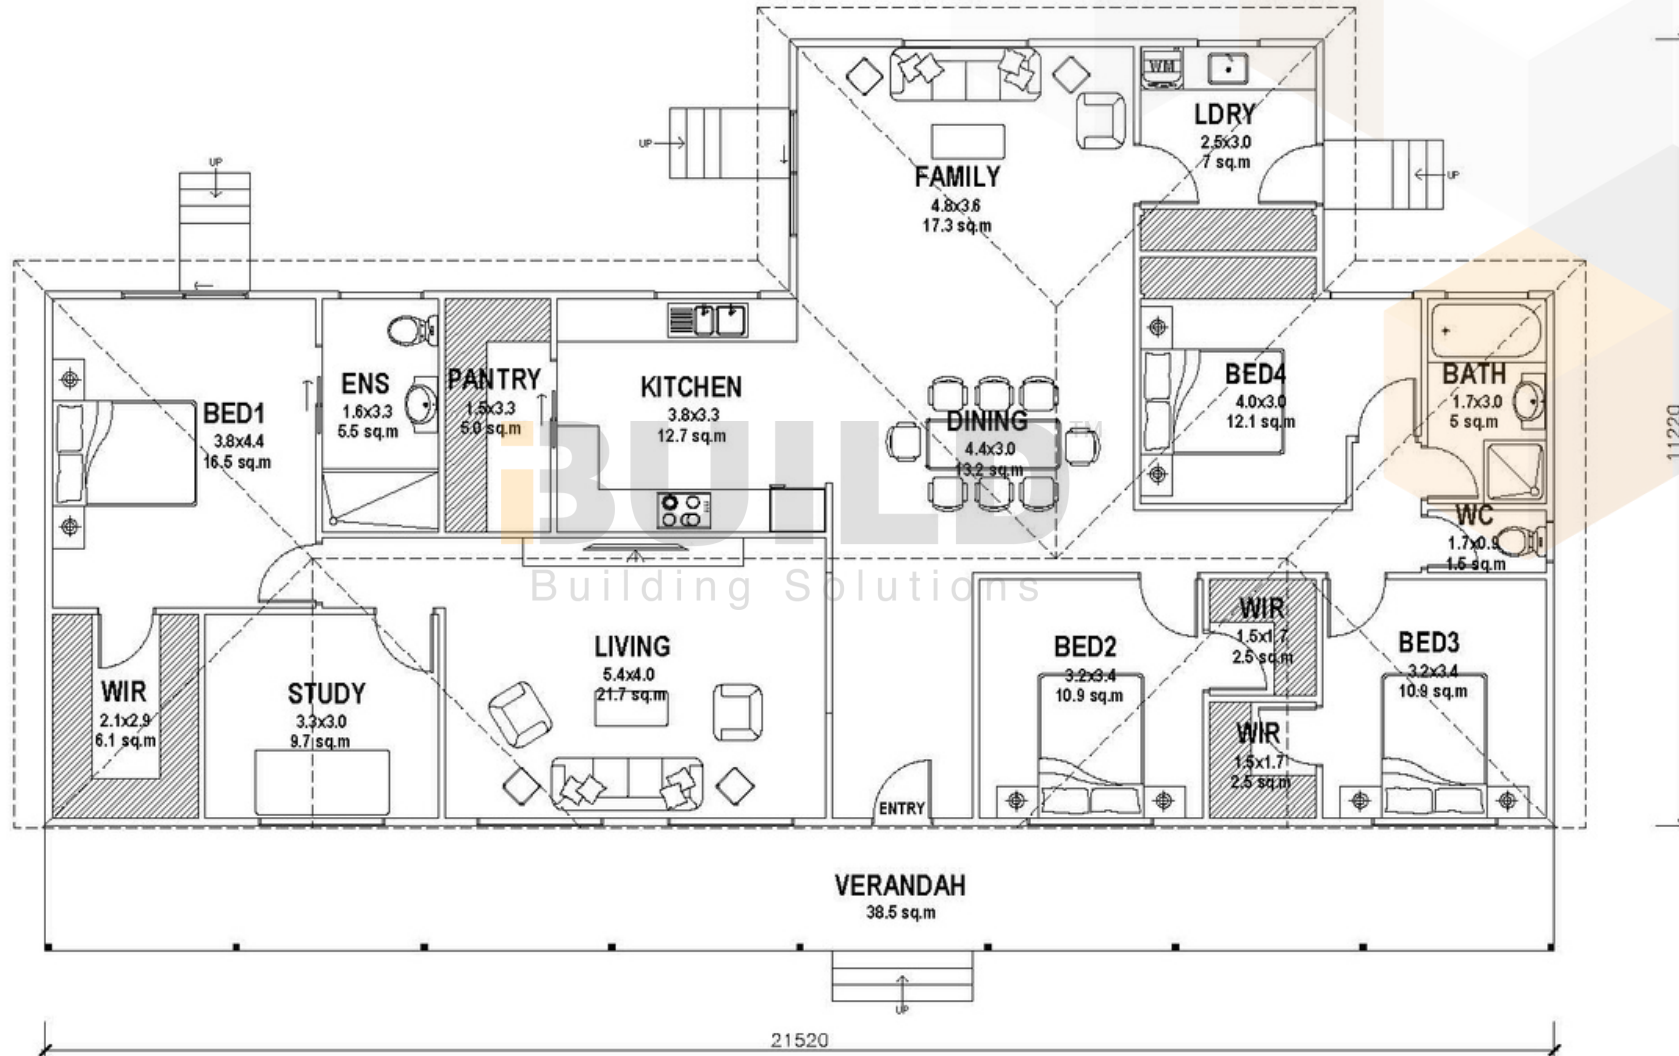 UP
UP
UP
WM
LDRY
2.5x3.0
7 sq.m
FAMILY
4.8x3.6
17.3 sq.m
BED1
3.8x4.4
16.5 sq.m
ENS
1.6x3.3
5.5 sq.m
PANTRY
1.5x3.3
5.0 sq.m
KITCHEN
3.8x3.3
12.7 sq.m
DINING
4.4x3.0
13.2 sq.m
BED4
4.0x3.0
12.1 sq.m
BATH
1.7x3.0
5 sq.m
11220
iBUILD™
Building Solutions
WC
1.7x0.9
1.5 sq.m
WIR
2.1x2.9
6.1 sq.m
STUDY
3.3x3.0
9.7 sq.m
LIVING
5.4x4.0
21.7 sq.m
BED2
3.2x3.4
10.9 sq.m
WIR
1.5x1.7
2.5 sq.m
WIR
1.5x1.7
2.5 sq.m
BED3
3.2x3.4
10.9 sq.m
ENTRY
VERANDAH
38.5 sq.m
UP
21520